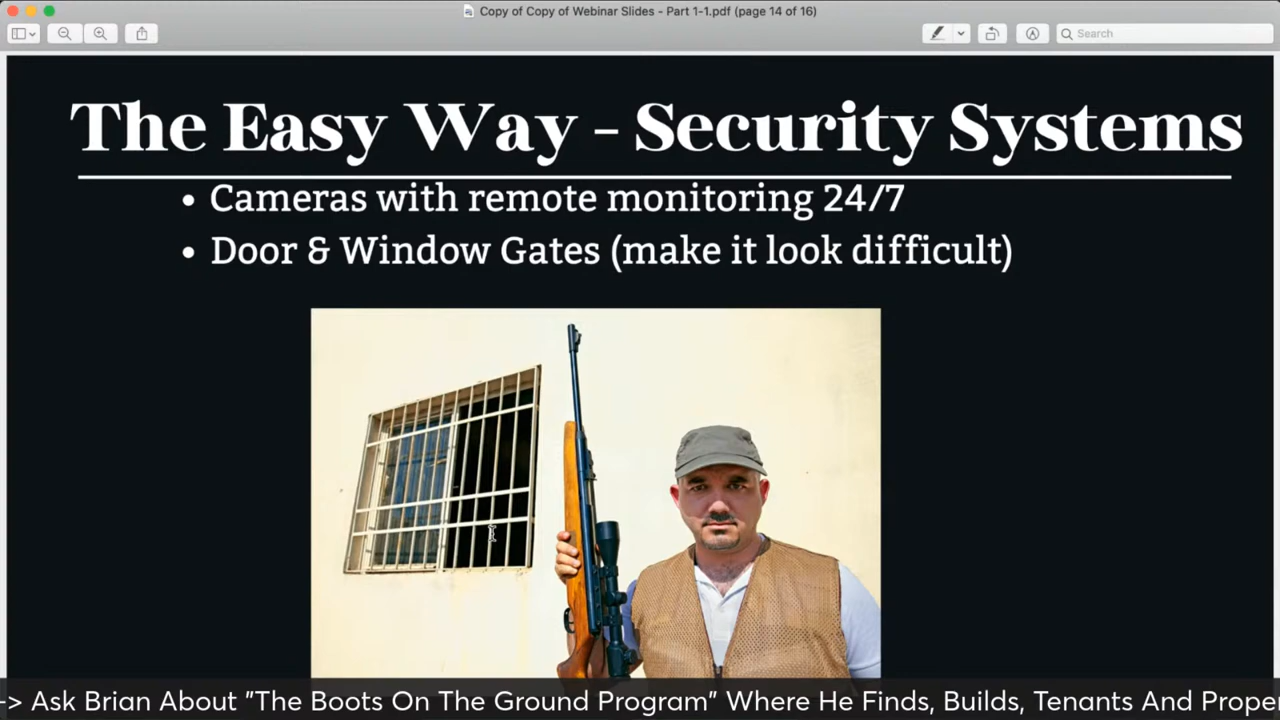 Copy of Copy of Webinar Slides - Part 1-1.pdf (page 14 of 16)
Search
The Easy Way - Security Systems
• Cameras with remote monitoring 24/7
• Door & Window Gates (make it look difficult)
-> Ask Brian About "The Boots On The Ground Program" Where He Finds, Builds, Tenants And Proper